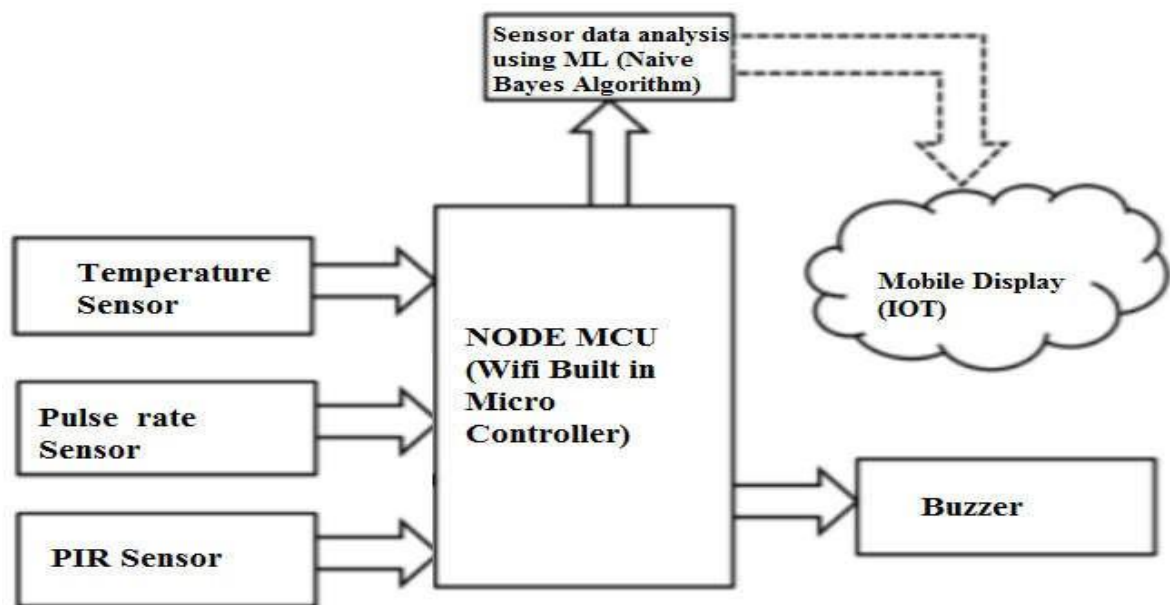 Sensor data analysis
using ML (Naive
Bayes Algorithm)
Temperature
Sensor
Pulse rate
Sensor
PIR Sensor
NODE MCU
(Wifi Built in
Micro
Controller)
Mobile Display
(IOT)
Buzzer